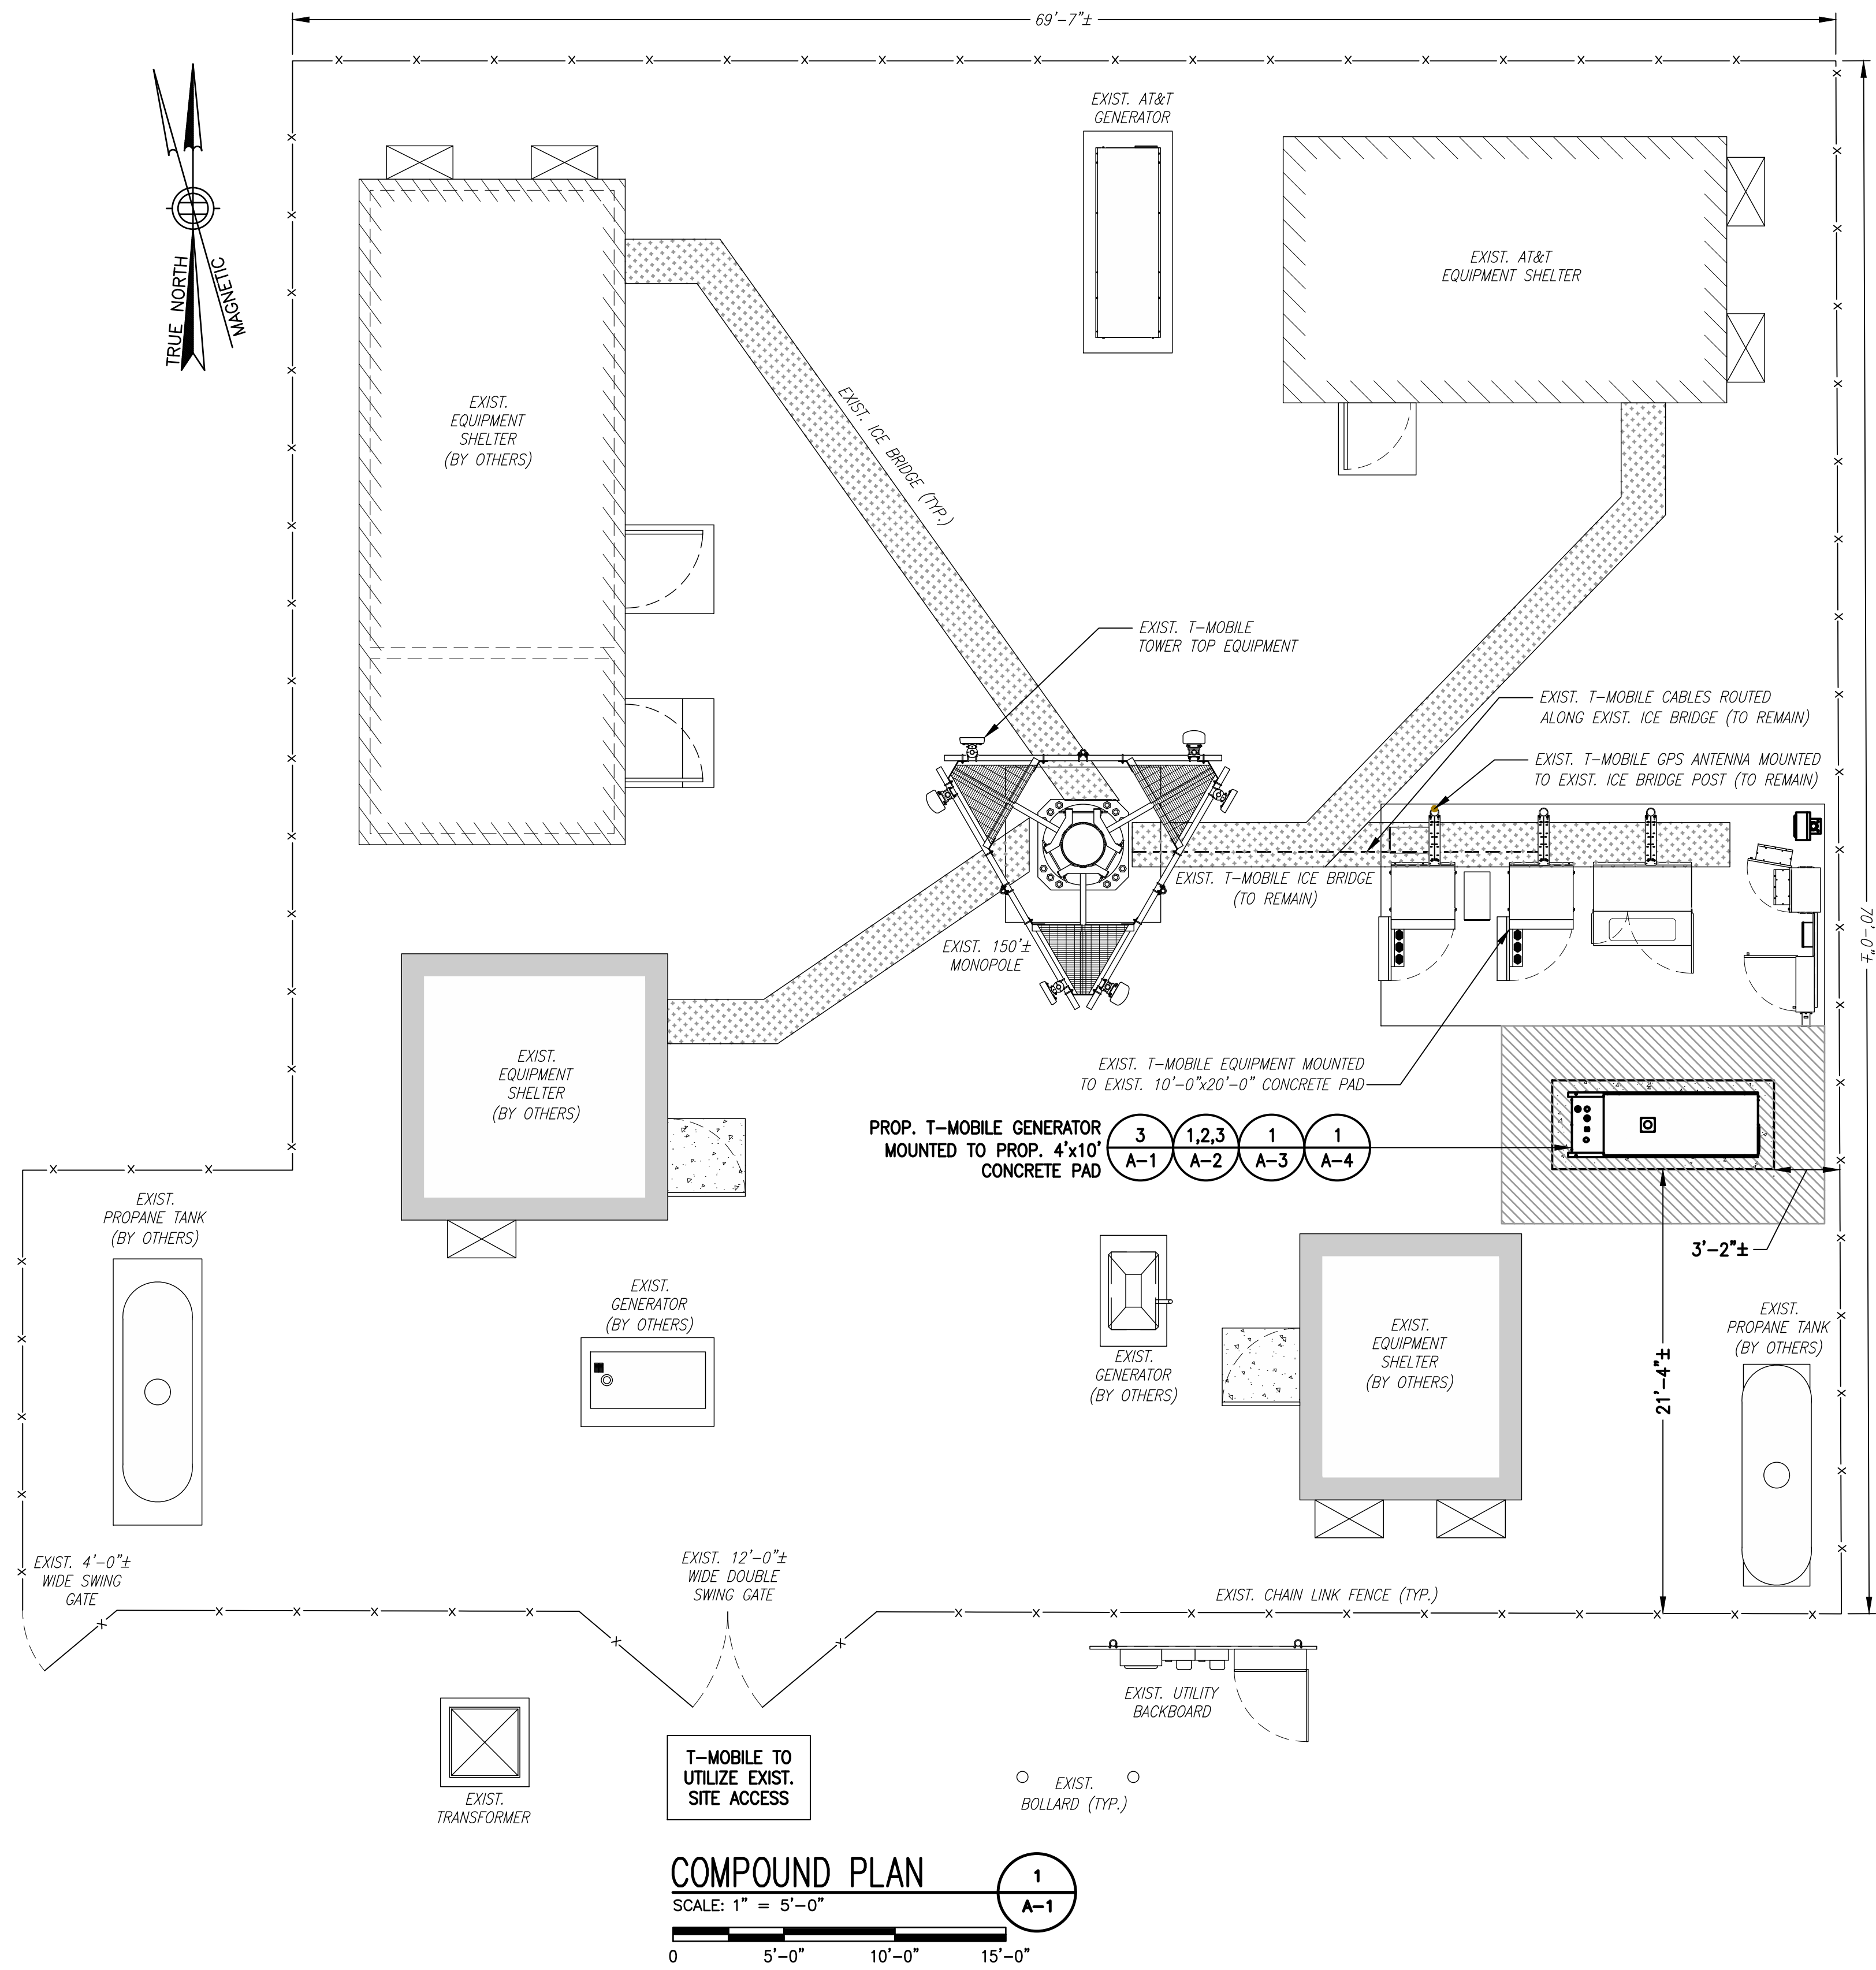 69'-7"±
EXIST. AT&T
GENERATOR
TRUE NORTH
MAGNETIC
EXIST. AT&T
EQUIPMENT SHELTER
EXIST.
EQUIPMENT
SHELTER
(BY OTHERS)
EXIST. ICE BRIDGE (TYP.)
EXIST. T-MOBILE
TOWER TOP EQUIPMENT
EXIST. T-MOBILE CABLES ROUTED
ALONG EXIST. ICE BRIDGE (TO REMAIN)
EXIST. T-MOBILE GPS ANTENNA MOUNTED
TO EXIST. ICE BRIDGE POST (TO REMAIN)
EXIST. T-MOBILE ICE BRIDGE
(TO REMAIN)
70'-0"±
EXIST. 150'±
MONOPOLE
EXIST.
EQUIPMENT
SHELTER
(BY OTHERS)
EXIST. T-MOBILE EQUIPMENT MOUNTED
TO EXIST. 10'-0"x20'-0" CONCRETE PAD
PROP. T-MOBILE GENERATOR
MOUNTED TO PROP. 4'x10'
CONCRETE PAD
3 1,2,3 1 1
A-1 A-2 A-3 A-4
EXIST.
PROPANE TANK
(BY OTHERS)
3'-2"±
EXIST.
GENERATOR
(BY OTHERS)
EXIST.
GENERATOR
(BY OTHERS)
EXIST.
EQUIPMENT
SHELTER
(BY OTHERS)
21'-4"±
EXIST.
PROPANE TANK
(BY OTHERS)
EXIST. 4'-0"±
WIDE SWING
GATE
EXIST. 12'-0"±
WIDE DOUBLE
SWING GATE
EXIST. CHAIN LINK FENCE (TYP.)
EXIST. UTILITY
BACKBOARD
EXIST.
TRANSFORMER
T-MOBILE TO
UTILIZE EXIST.
SITE ACCESS
EXIST.
BOLLARD (TYP.)
COMPOUND PLAN
1
A-1
SCALE: 1" = 5'-0"
0 5'-0" 10'-0" 15'-0"